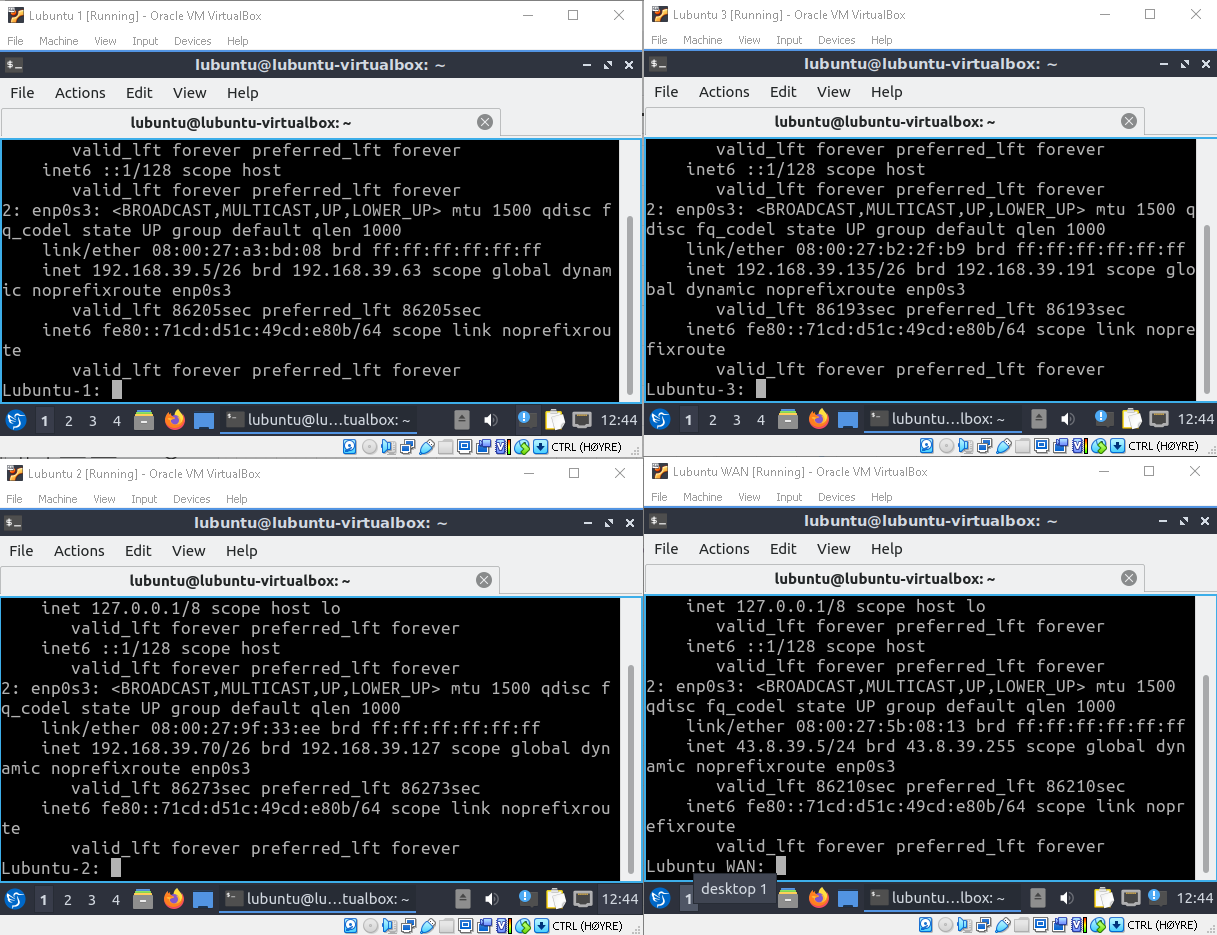 Lubuntu 1 [Running] - Oracle VM VirtualBox
File Machine View Input Devices Help
lubuntu@lubuntu-virtualbox: ~
File Actions Edit View Help
lubuntu@lubuntu-virtualbox: ~
valid_lft forever preferred_lft forever
inet6 ::1/128 scope host
valid_lft forever preferred_lft forever
2: enp0s3: <BROADCAST,MULTICAST,UP,LOWER_UP> mtu 1500 qdisc f
q_codel state UP group default qlen 1000
link/ether 08:00:27:a3:bd:08 brd ff:ff:ff:ff:ff:ff
inet 192.168.39.5/26 brd 192.168.39.63 scope global dynam
ic noprefixroute enp0s3
valid_lft 86205sec preferred_lft 86205sec
inet6 fe80::71cd:d51c:49cd:e80b/64 scope link noprefixrou
te
valid_lft forever preferred_lft forever
Lubuntu-1:
1 2 3 4 lubuntu@lu...tualbox: ~ 12:44
CTRL (HØYRE)
Lubuntu 3 [Running] - Oracle VM VirtualBox
File Machine View Input Devices Help
lubuntu@lubuntu-virtualbox: ~
File Actions Edit View Help
lubuntu@lubuntu-virtualbox: ~
valid_lft forever preferred_lft forever
inet6 ::1/128 scope host
valid_lft forever preferred_lft forever
2: enp0s3: <BROADCAST,MULTICAST,UP,LOWER_UP> mtu 1500 q
disc fq_codel state UP group default qlen 1000
link/ether 08:00:27:b2:2f:b9 brd ff:ff:ff:ff:ff:ff
inet 192.168.39.135/26 brd 192.168.39.191 scope glo
bal dynamic noprefixroute enp0s3
valid_lft 86193sec preferred_lft 86193sec
inet6 fe80::71cd:d51c:49cd:e80b/64 scope link nopre
fixroute
valid_lft forever preferred_lft forever
Lubuntu-3:
1 2 3 4 lubuntu...lbox: ~ 12:44
CTRL (HØYRE)
Lubuntu 2 [Running] - Oracle VM VirtualBox
File Machine View Input Devices Help
lubuntu@lubuntu-virtualbox: ~
File Actions Edit View Help
lubuntu@lubuntu-virtualbox: ~
inet 127.0.0.1/8 scope host lo
valid_lft forever preferred_lft forever
inet6 ::1/128 scope host
valid_lft forever preferred_lft forever
2: enp0s3: <BROADCAST,MULTICAST,UP,LOWER_UP> mtu 1500 qdisc f
q_codel state UP group default qlen 1000
link/ether 08:00:27:9f:33:ee brd ff:ff:ff:ff:ff:ff
inet 192.168.39.70/26 brd 192.168.39.127 scope global dyn
amic noprefixroute enp0s3
valid_lft 86273sec preferred_lft 86273sec
inet6 fe80::71cd:d51c:49cd:e80b/64 scope link noprefixrou
te
valid_lft forever preferred_lft forever
Lubuntu-2:
1 2 3 4 lubuntu@lu...tualbox: ~ 12:44
CTRL (HØYRE)
Lubuntu WAN [Running] - Oracle VM VirtualBox
File Machine View Input Devices Help
lubuntu@lubuntu-virtualbox: ~
File Actions Edit View Help
lubuntu@lubuntu-virtualbox: ~
inet 127.0.0.1/8 scope host lo
valid_lft forever preferred_lft forever
inet6 ::1/128 scope host
valid_lft forever preferred_lft forever
2: enp0s3: <BROADCAST,MULTICAST,UP,LOWER_UP> mtu 1500
qdisc fq_codel state UP group default qlen 1000
link/ether 08:00:27:5b:08:13 brd ff:ff:ff:ff:ff:ff
inet 43.8.39.5/24 brd 43.8.39.255 scope global dyn
amic noprefixroute enp0s3
valid_lft 86210sec preferred_lft 86210sec
inet6 fe80::71cd:d51c:49cd:e80b/64 scope link nopr
efixroute
valid_lft forever preferred_lft forever
Lubuntu WAN:
desktop 1
1 lubuntu...lbox: ~ 12:44
CTRL (HØYRE)